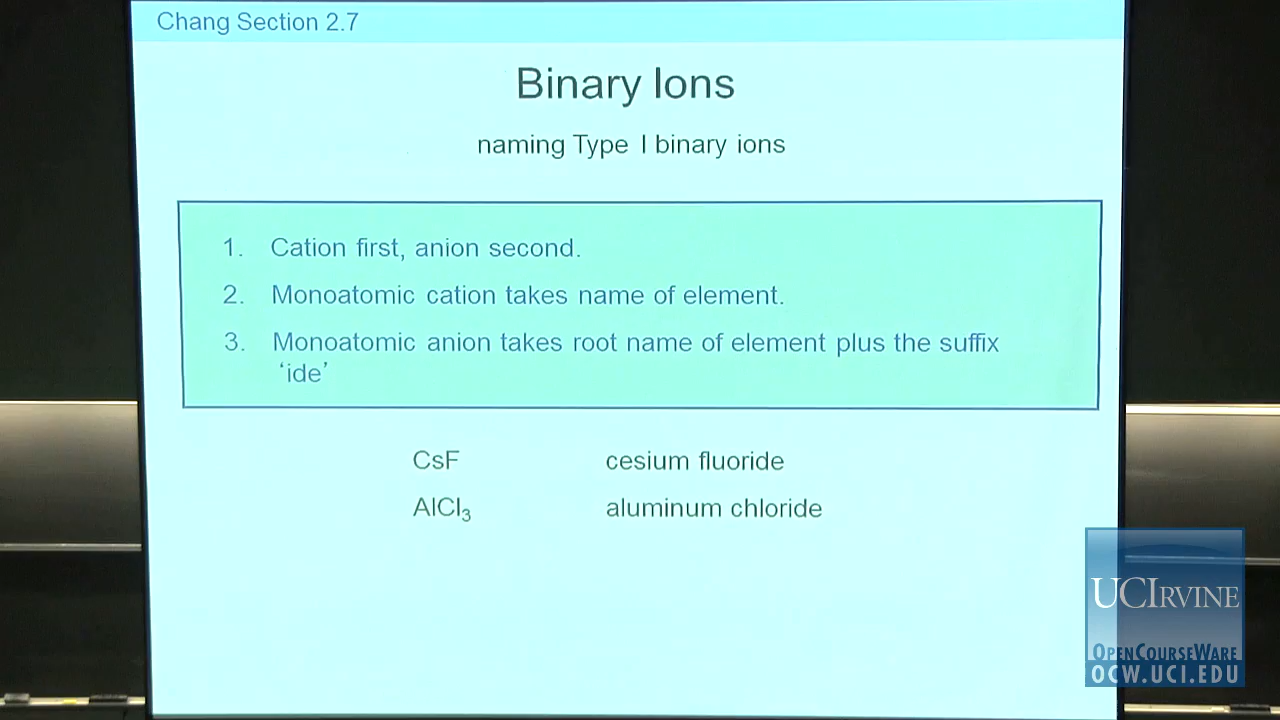 Chang Section 2.7
Binary Ions
naming Type I binary ions
1. Cation first, anion second.
2. Monoatomic cation takes name of element.
3. Monoatomic anion takes root name of element plus the suffix
‘ide’
CsF cesium fluoride
AlCl₃ aluminum chloride
UCIRVINE
OPENCOURSEWARE
OCW.UCI.EDU